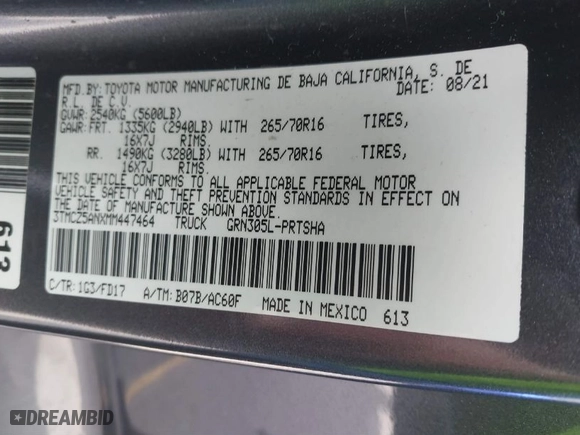 MFD.BY:TOYOTA MOTOR MANUFACTURING DE BAJA CALIFORNIA, S. DE
R.L. DE C.V. DATE: 08/21
GVWR: 2540KG (5600LB)
GAWR: FRT. 1335KG (2940LB) WITH 265/70R16 TIRES,
16X7J RIMS.
RR. 1490KG (3280LB) WITH 265/70R16 TIRES,
16X7J RIMS.
THIS VEHICLE CONFORMS TO ALL APPLICABLE FEDERAL MOTOR
VEHICLE SAFETY AND THEFT PREVENTION STANDARDS IN EFFECT ON
THE DATE OF MANUFACTURE SHOWN ABOVE.
3TMCZ5ANXMM447464 TRUCK GRN305L-PRTSHA
C/TR: 1G3/FD17 A/TM: B07B/AC60F MADE IN MEXICO 613
613
DREAMBID